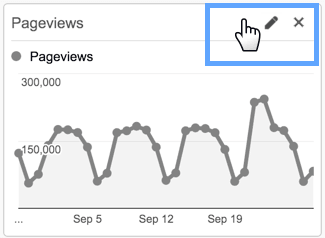 Pageviews
Pageviews
300,000
150,000
... Sep 5 Sep 12 Sep 19